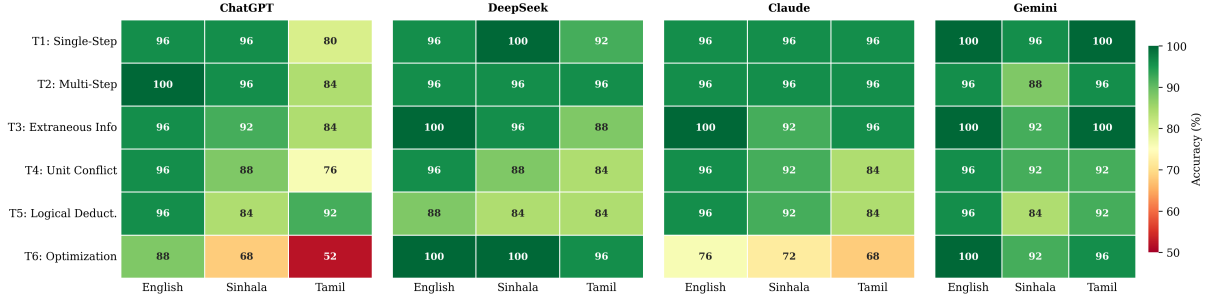 ChatGPT DeepSeek Claude Gemini
T1: Single-Step 96 96 80 96 100 92 96 96 96 100 96 100 100
T2: Multi-Step 100 96 84 96 96 96 96 96 96 96 88 96 90
T3: Extraneous Info 96 92 84 100 96 88 100 92 96 100 92 100 80
T4: Unit Conflict 96 88 76 96 88 84 96 92 84 96 92 92 70
T5: Logical Deduct. 96 84 92 88 84 84 96 92 84 96 84 92 60
T6: Optimization 88 68 52 100 100 96 76 72 68 100 92 96 50
English Sinhala Tamil English Sinhala Tamil English Sinhala Tamil English Sinhala Tamil
Accuracy (%)